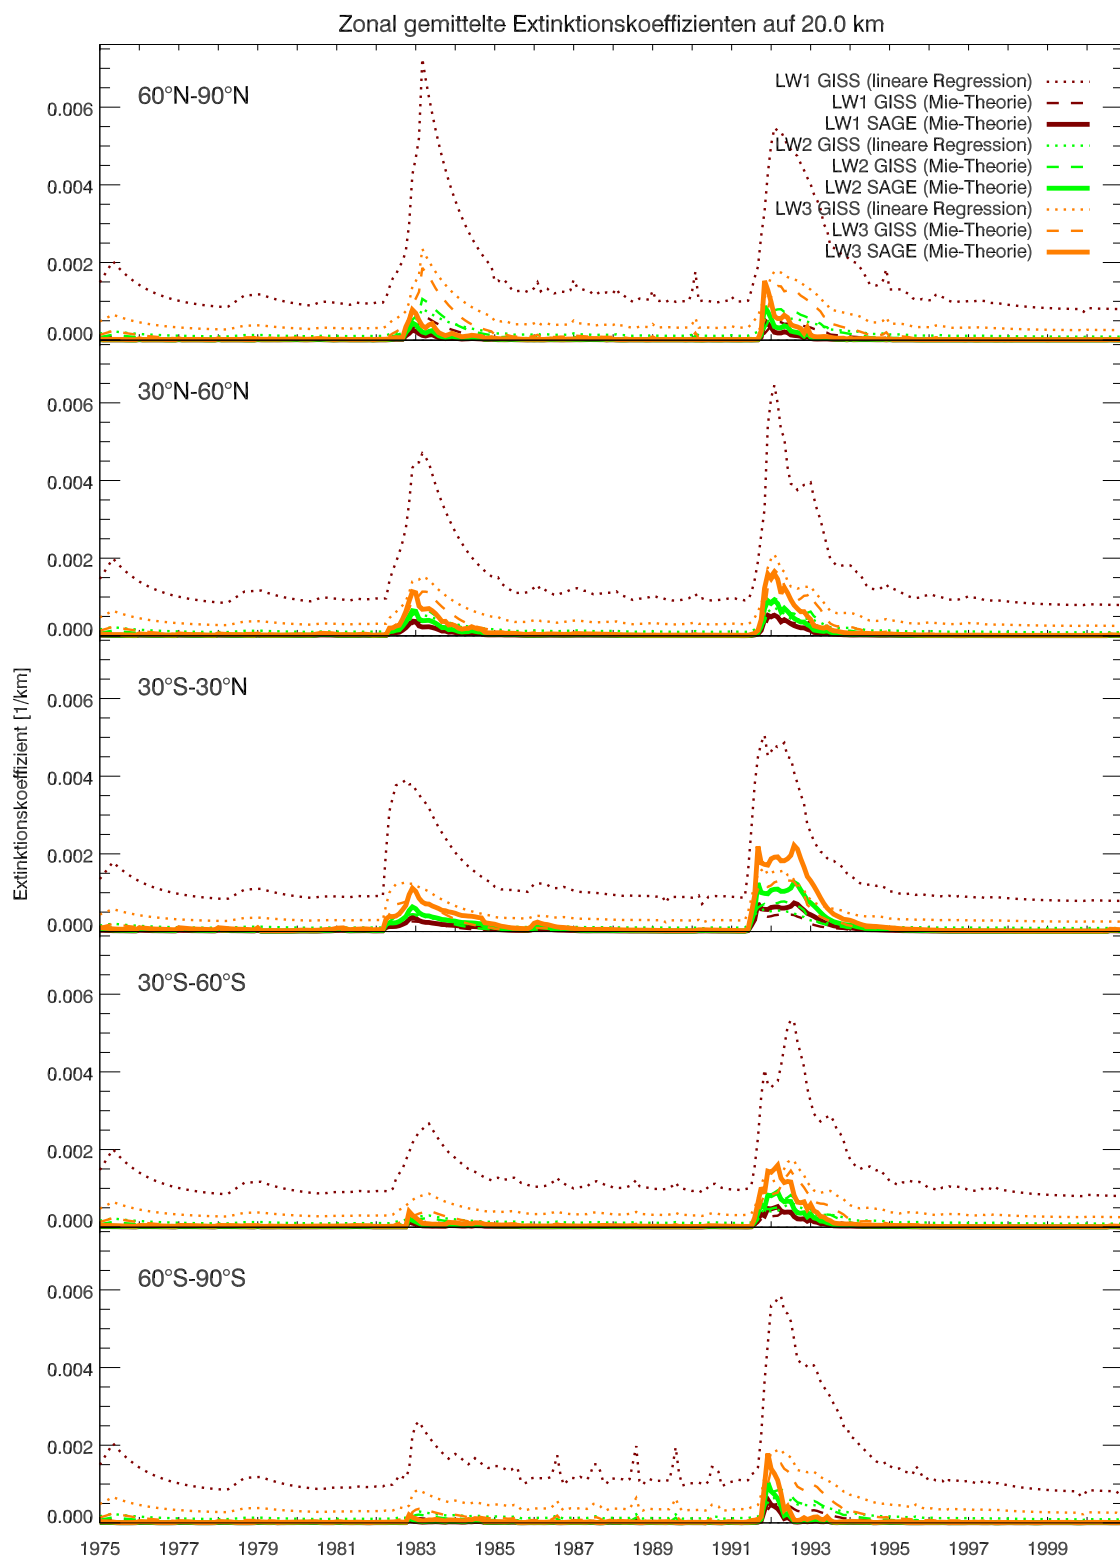 Zonal gemittelte Extinktionskoeffizienten auf 20.0 km
60°N-90°N
LW1 GISS (lineare Regression)
LW1 GISS (Mie-Theorie)
LW1 SAGE (Mie-Theorie)
LW2 GISS (lineare Regression)
LW2 GISS (Mie-Theorie)
LW2 SAGE (Mie-Theorie)
LW3 GISS (lineare Regression)
LW3 GISS (Mie-Theorie)
LW3 SAGE (Mie-Theorie)
0.006
0.004
0.002
0.000
30°N-60°N
0.006
0.004
0.002
0.000
30°S-30°N
0.006
0.004
0.002
0.000
Extinktionskoeffizient [1/km]
30°S-60°S
0.006
0.004
0.002
0.000
60°S-90°S
0.006
0.004
0.002
0.000
1975 1977 1979 1981 1983 1985 1987 1989 1991 1993 1995 1997 1999